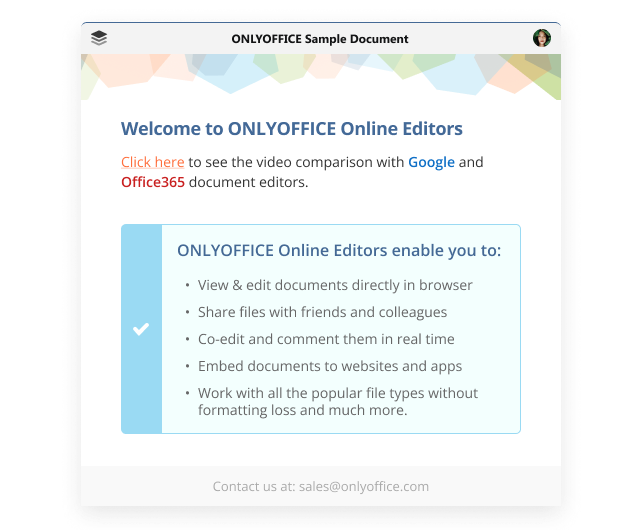 ONLYOFFICE Sample Document
Welcome to ONLYOFFICE Online Editors
Click here to see the video comparison with Google and
Office365 document editors.
ONLYOFFICE Online Editors enable you to:
• View & edit documents directly in browser
• Share files with friends and colleagues
• Co-edit and comment them in real time
• Embed documents to websites and apps
• Work with all the popular file types without
formatting loss and much more.
Contact us at: sales@onlyoffice.com